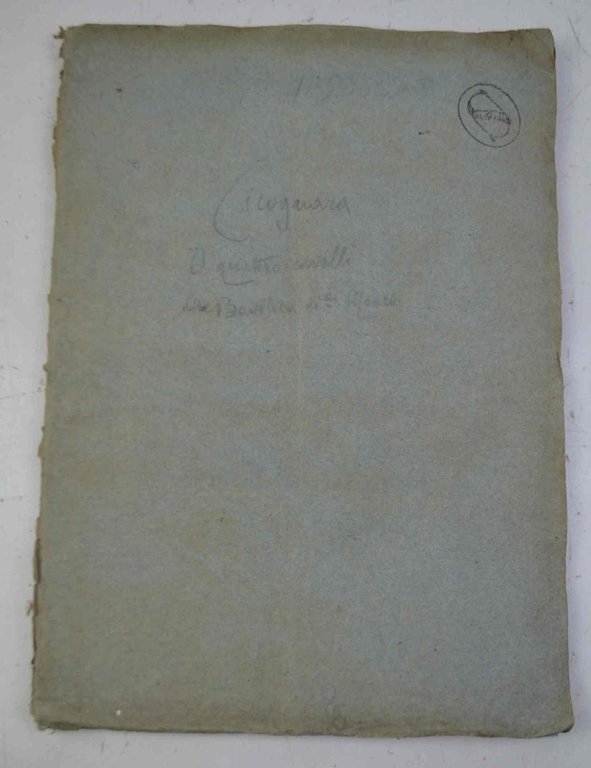 Cicognara
I quattro cavalli
della Basilica di S. Marco